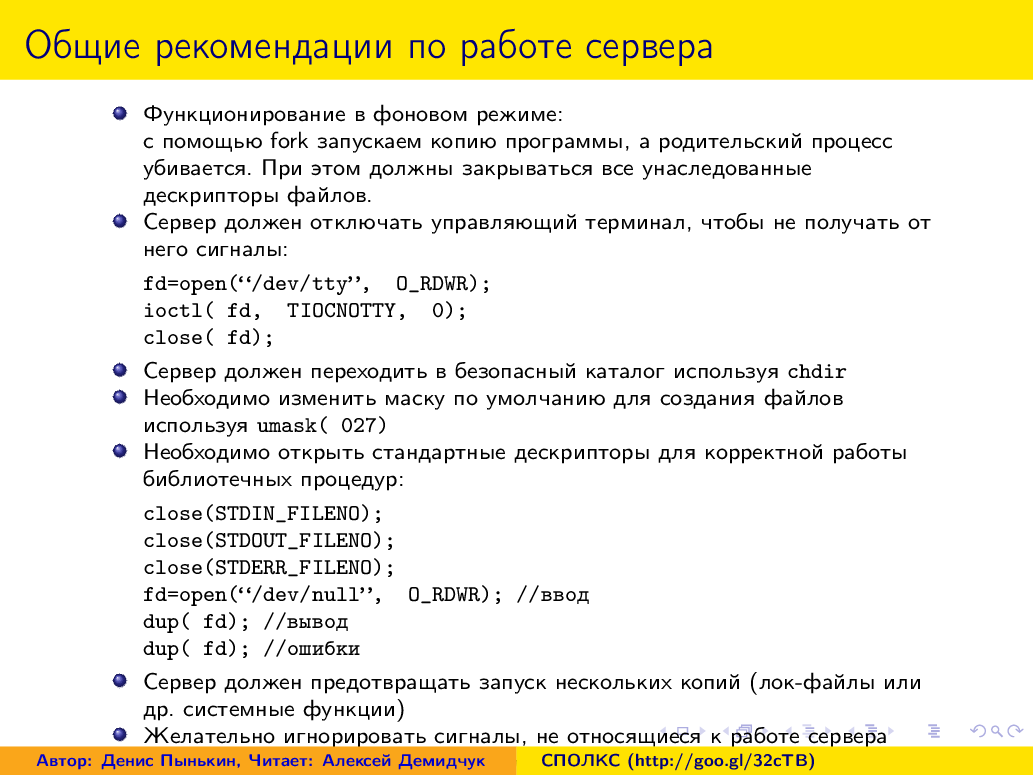 Общие рекомендации по работе сервера
Функционирование в фоновом режиме:
с помощью fork запускаем копию программы, а родительский процесс
убивается. При этом должны закрываться все унаследованные
дескрипторы файлов.
Сервер должен отключать управляющий терминал, чтобы не получать от
него сигналы:
fd=open(“/dev/tty”, O_RDWR);
ioctl( fd, TIOCNOTTY, 0);
close( fd);
Сервер должен переходить в безопасный каталог используя chdir
Необходимо изменить маску по умолчанию для создания файлов
используя umask( 027)
Необходимо открыть стандартные дескрипторы для корректной работы
библиотечных процедур:
close(STDIN_FILENO);
close(STDOUT_FILENO);
close(STDERR_FILENO);
fd=open(“/dev/null”, O_RDWR); //ввод
dup( fd); //вывод
dup( fd); //ошибки
Сервер должен предотвращать запуск нескольких копий (лок-файлы или
др. системные функции)
Желательно игнорировать сигналы, не относящиеся к работе сервера
Автор: Денис Пынькин, Читает: Алексей Демидчук
СПОЛКС (http://goo.gl/32cTB)